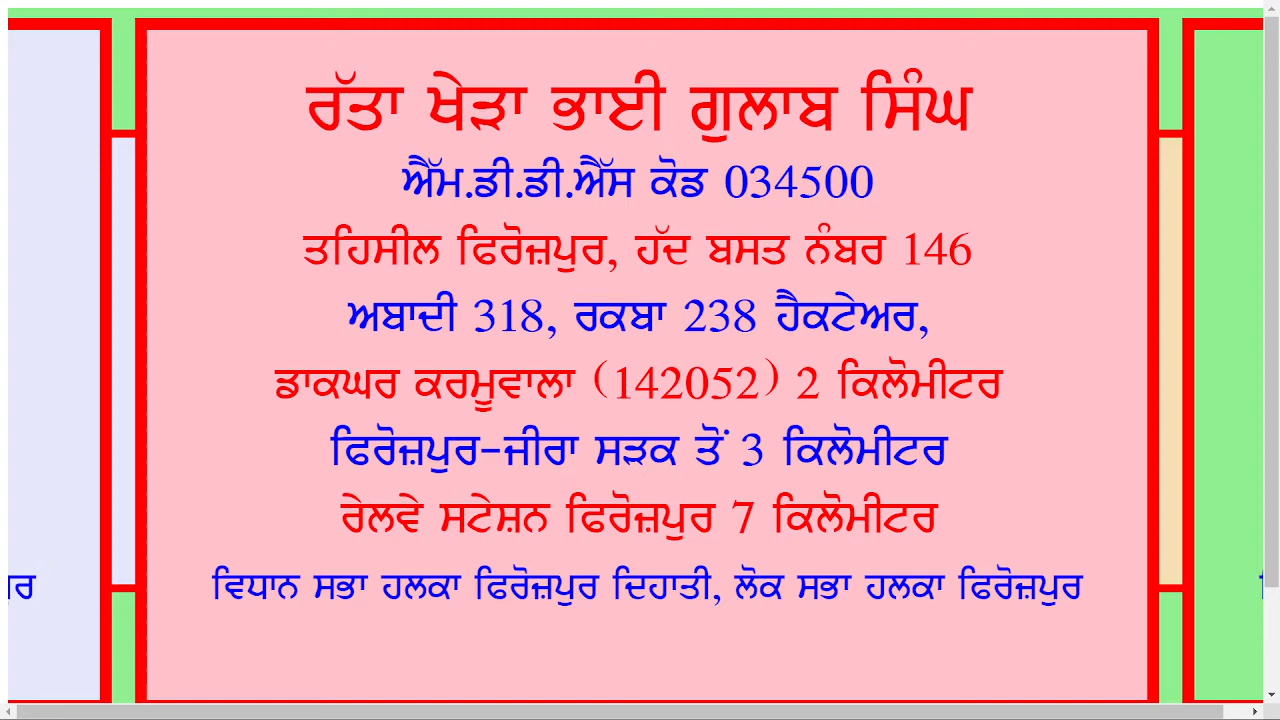 ਰੱਤਾ ਖੇੜਾ ਭਾਈ ਗੁਲਾਬ ਸਿੰਘ
ਐੱਮ.ਡੀ.ਡੀ.ਐੱਸ ਕੋਡ 034500
ਤਹਿਸੀਲ ਫਿਰੋਜ਼ਪੁਰ, ਹੱਦ ਬਸਤ ਨੰਬਰ 146
ਅਬਾਦੀ 318, ਰਕਬਾ 238 ਹੈਕਟੇਅਰ,
ਡਾਕਘਰ ਕਰਮੂਵਾਲਾ (142052) 2 ਕਿਲੋਮੀਟਰ
ਫਿਰੋਜ਼ਪੁਰ-ਜੀਰਾ ਸੜਕ ਤੋਂ 3 ਕਿਲੋਮੀਟਰ
ਰੇਲਵੇ ਸਟੇਸ਼ਨ ਫਿਰੋਜ਼ਪੁਰ 7 ਕਿਲੋਮੀਟਰ
ਵਿਧਾਨ ਸਭਾ ਹਲਕਾ ਫਿਰੋਜ਼ਪੁਰ ਦਿਹਾਤੀ, ਲੋਕ ਸਭਾ ਹਲਕਾ ਫਿਰੋਜ਼ਪੁਰ